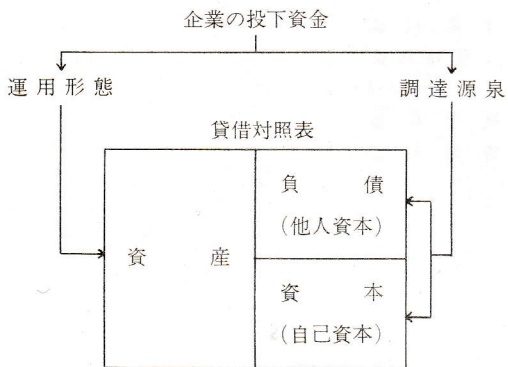 企業の投下資金
運用形態 調達源泉
貸借対照表
負債
(他人資本)
資産
資本
(自己資本)